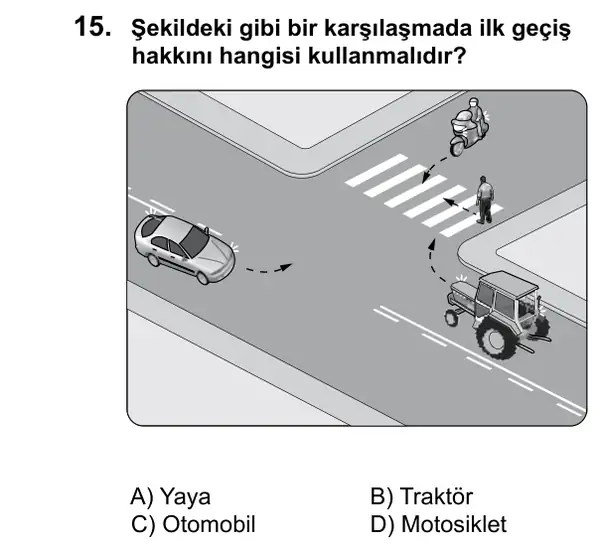 15. Şekildeki gibi bir karşılaşmada ilk geçiş
hakkını hangisi kullanmalıdır?
A) Yaya
B) Traktör
C) Otomobil
D) Motosiklet